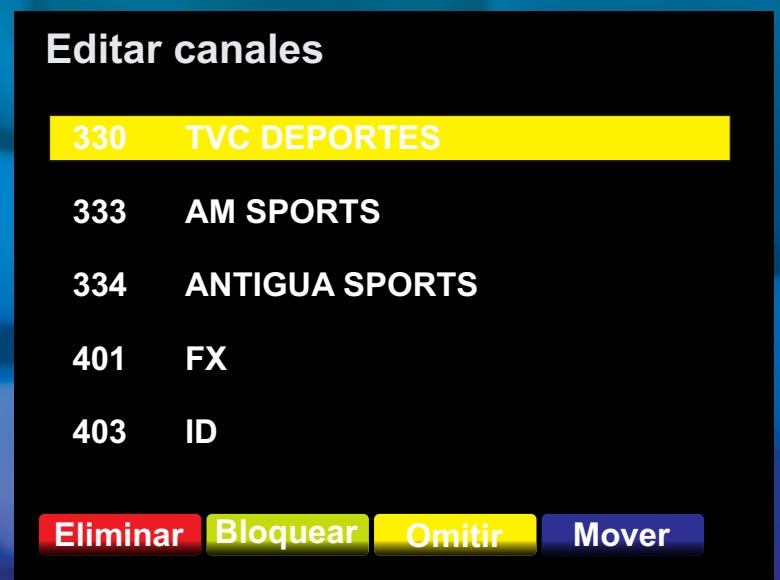 Editar canales
330 TVC DEPORTES
333 AM SPORTS
334 ANTIGUA SPORTS
401 FX
403 ID
Eliminar Bloquear Omitir Mover